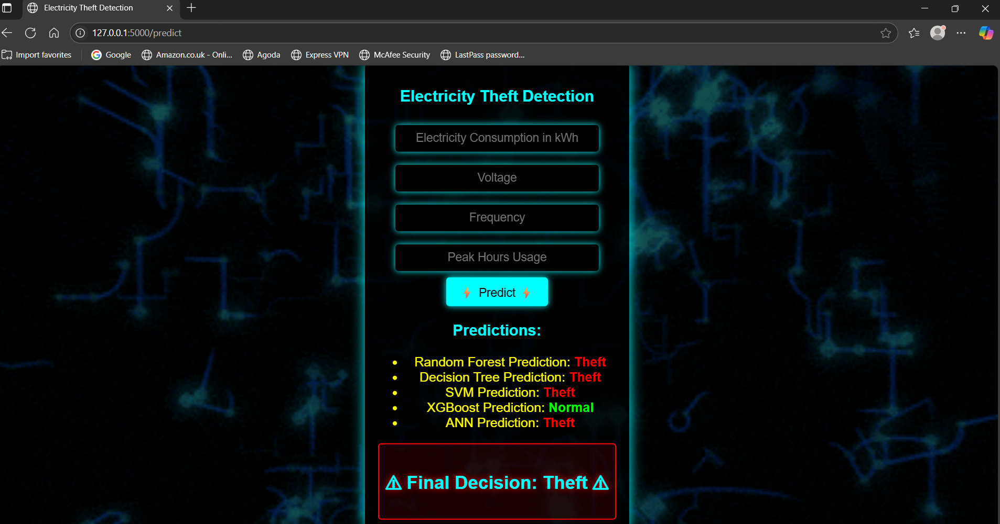 Electricity Theft Detection
127.0.0.1:5000/predict
Import favorites
Google
Amazon.co.uk - Onli...
Agoda
Express VPN
McAfee Security
LastPass password...
Electricity Theft Detection
Electricity Consumption in kWh
Voltage
Frequency
Peak Hours Usage
⚡ Predict ⚡
Predictions:
• Random Forest Prediction: Theft
• Decision Tree Prediction: Theft
• SVM Prediction: Theft
• XGBoost Prediction: Normal
• ANN Prediction: Theft
⚠ Final Decision: Theft ⚠